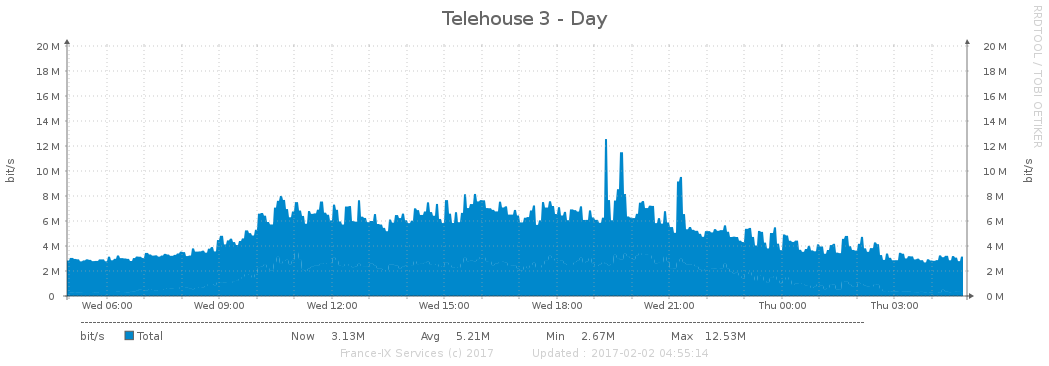 Telehouse 3 - Day
RRDTOOL / TOBI OETIKER
bit/s
20 M 20 M
18 M 18 M
16 M 16 M
14 M 14 M
12 M 12 M
10 M 10 M
8 M 8 M
6 M 6 M
4 M 4 M
2 M 2 M
0 0 M
bit/s
Wed 06:00 Wed 09:00 Wed 12:00 Wed 15:00 Wed 18:00 Wed 21:00 Thu 00:00 Thu 03:00
bit/s Total Now 3.13M Avg 5.21M Min 2.67M Max 12.53M
France-IX Services (c) 2017 Updated : 2017-02-02 04:55:14